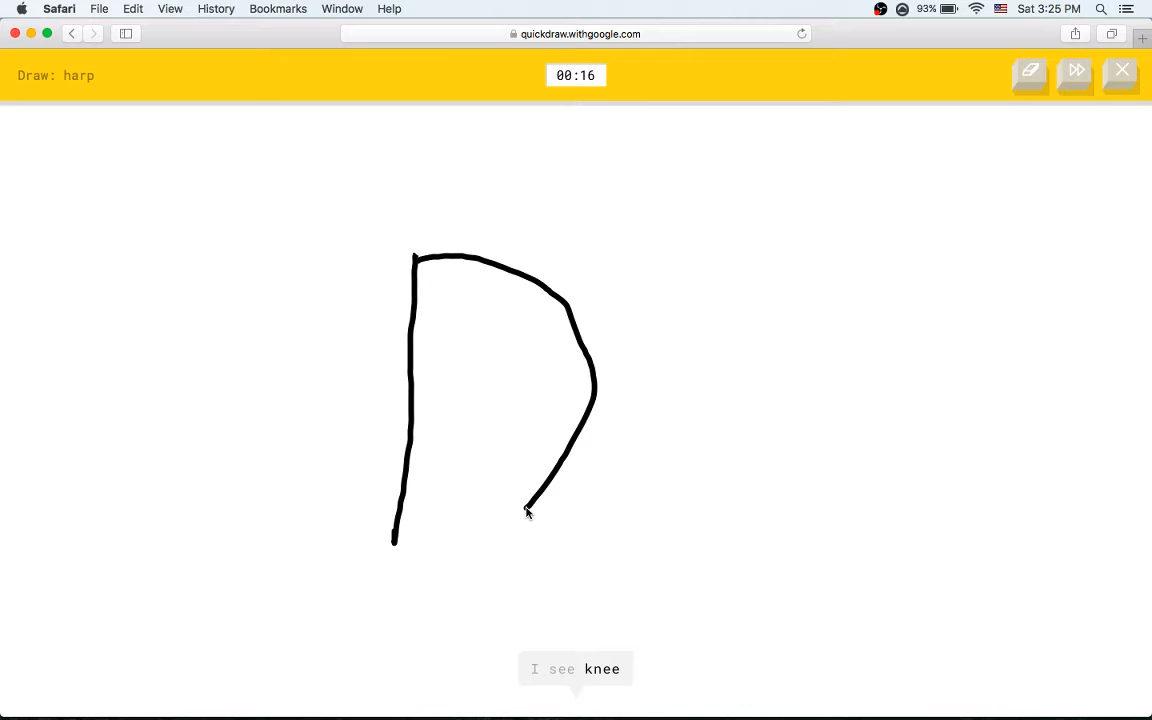 Safari File Edit View History Bookmarks Window Help 93% Sat 3:25 PM
quickdraw.withgoogle.com
Draw: harp 00:16
I see knee